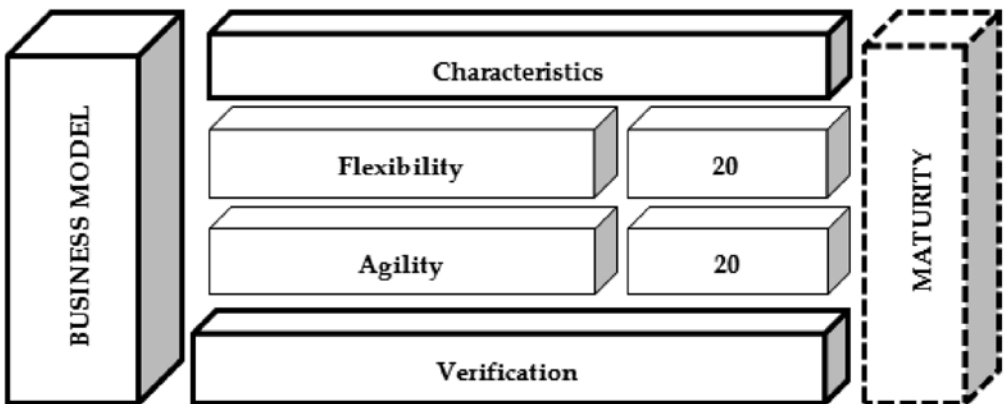 BUSINESS MODEL
Characteristics
Flexibility
20
Agility
20
Verification
MATURITY